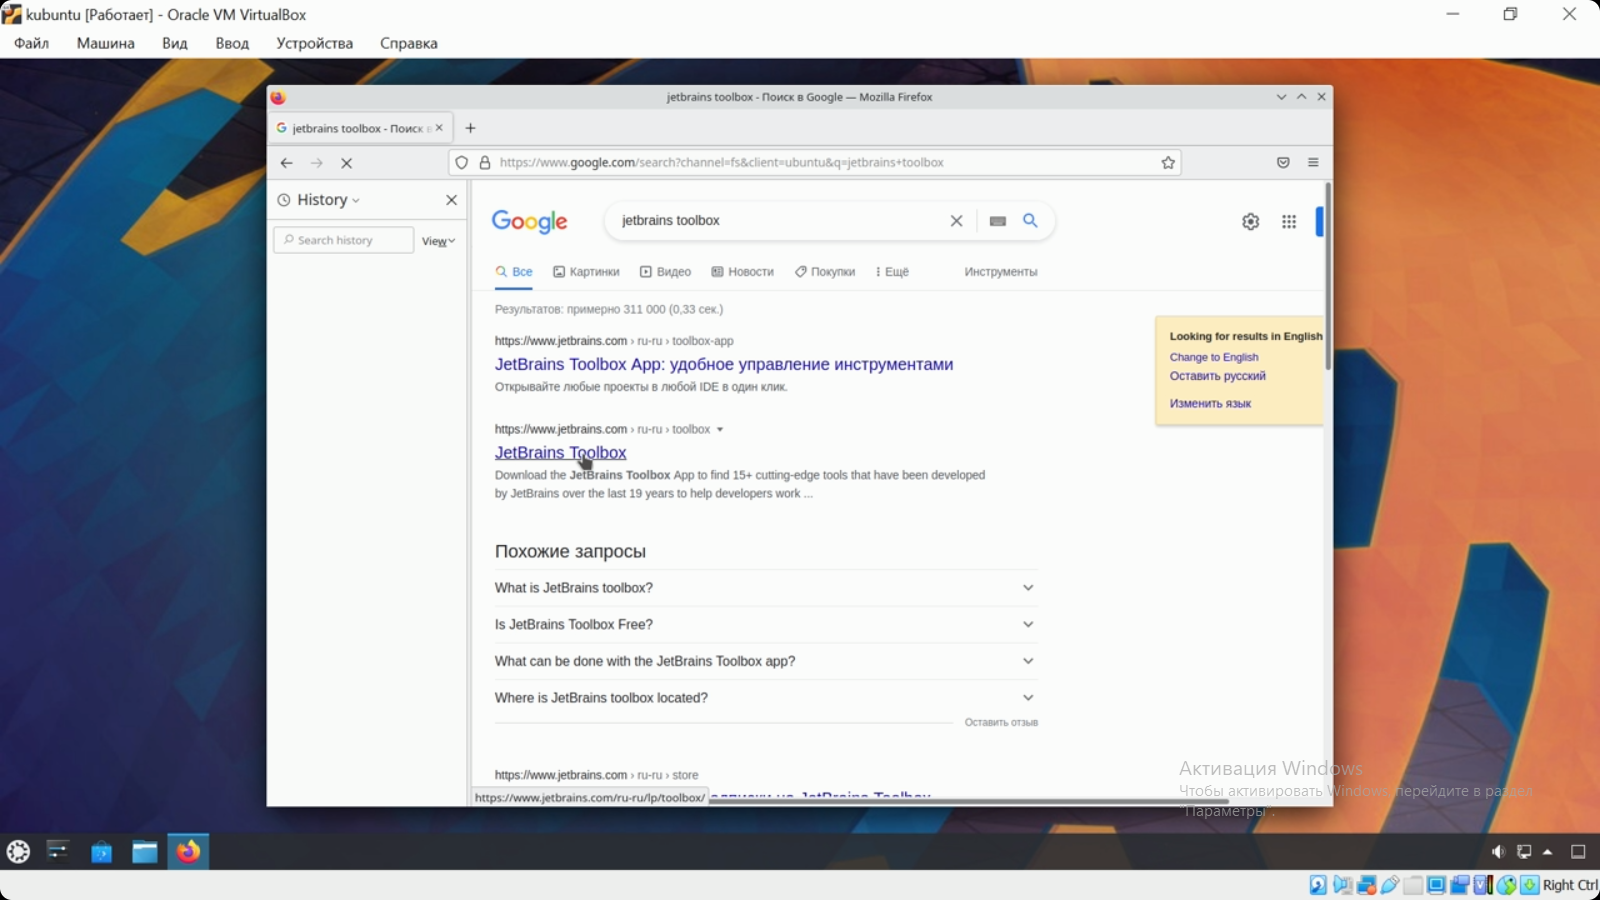 kubuntu [Работает] - Oracle VM VirtualBox
Файл Машина Вид Ввод Устройства Справка
jetbrains toolbox - Поиск в Google — Mozilla Firefox
jetbrains toolbox - Поиск в
https://www.google.com/search?channel=fs&client=ubuntu&q=jetbrains+toolbox
History
Search history
View
Google
jetbrains toolbox
Все Картинки Видео Новости Покупки Ещё Инструменты
Результатов: примерно 311 000 (0,33 сек.)
https://www.jetbrains.com › ru-ru › toolbox-app
JetBrains Toolbox App: удобное управление инструментами
Открывайте любые проекты в любой IDE в один клик.
https://www.jetbrains.com › ru-ru › toolbox
JetBrains Toolbox
Download the JetBrains Toolbox App to find 15+ cutting-edge tools that have been developed
by JetBrains over the last 19 years to help developers work ...
Looking for results in English
Change to English
Оставить русский
Изменить язык
Похожие запросы
What is JetBrains toolbox?
Is JetBrains Toolbox Free?
What can be done with the JetBrains Toolbox app?
Where is JetBrains toolbox located?
Оставить отзыв
https://www.jetbrains.com › ru-ru › store
на JetBrains Toolbox
https://www.jetbrains.com/ru-ru/lp/toolbox/
Активация Windows
Чтобы активировать Windows, перейдите в раздел
"Параметры".
Right Ctrl